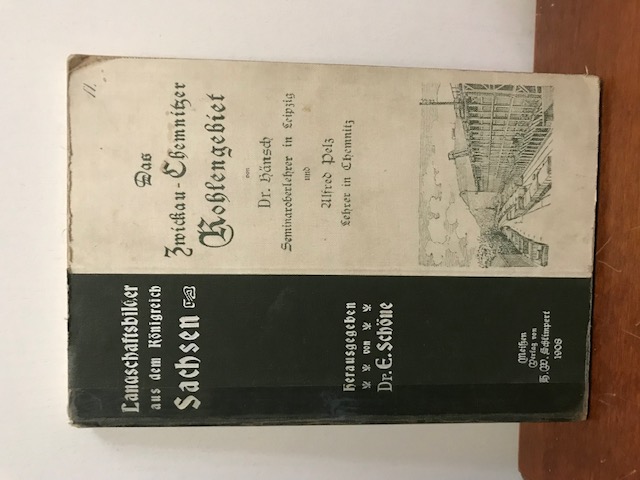 11.
Landschaftsbilder
aus dem Königreich
Sachsen
Herausgegeben
von
Dr. E. Schöne
Meißen
Verlag von
H. W. Schlimpert
1908
Das
Zwickau-Chemnitzer
Kohlengebiet
von
Dr. Hänsch
Seminaroberlehrer in Leipzig
und
Alfred Pelz
Lehrer in Chemnitz